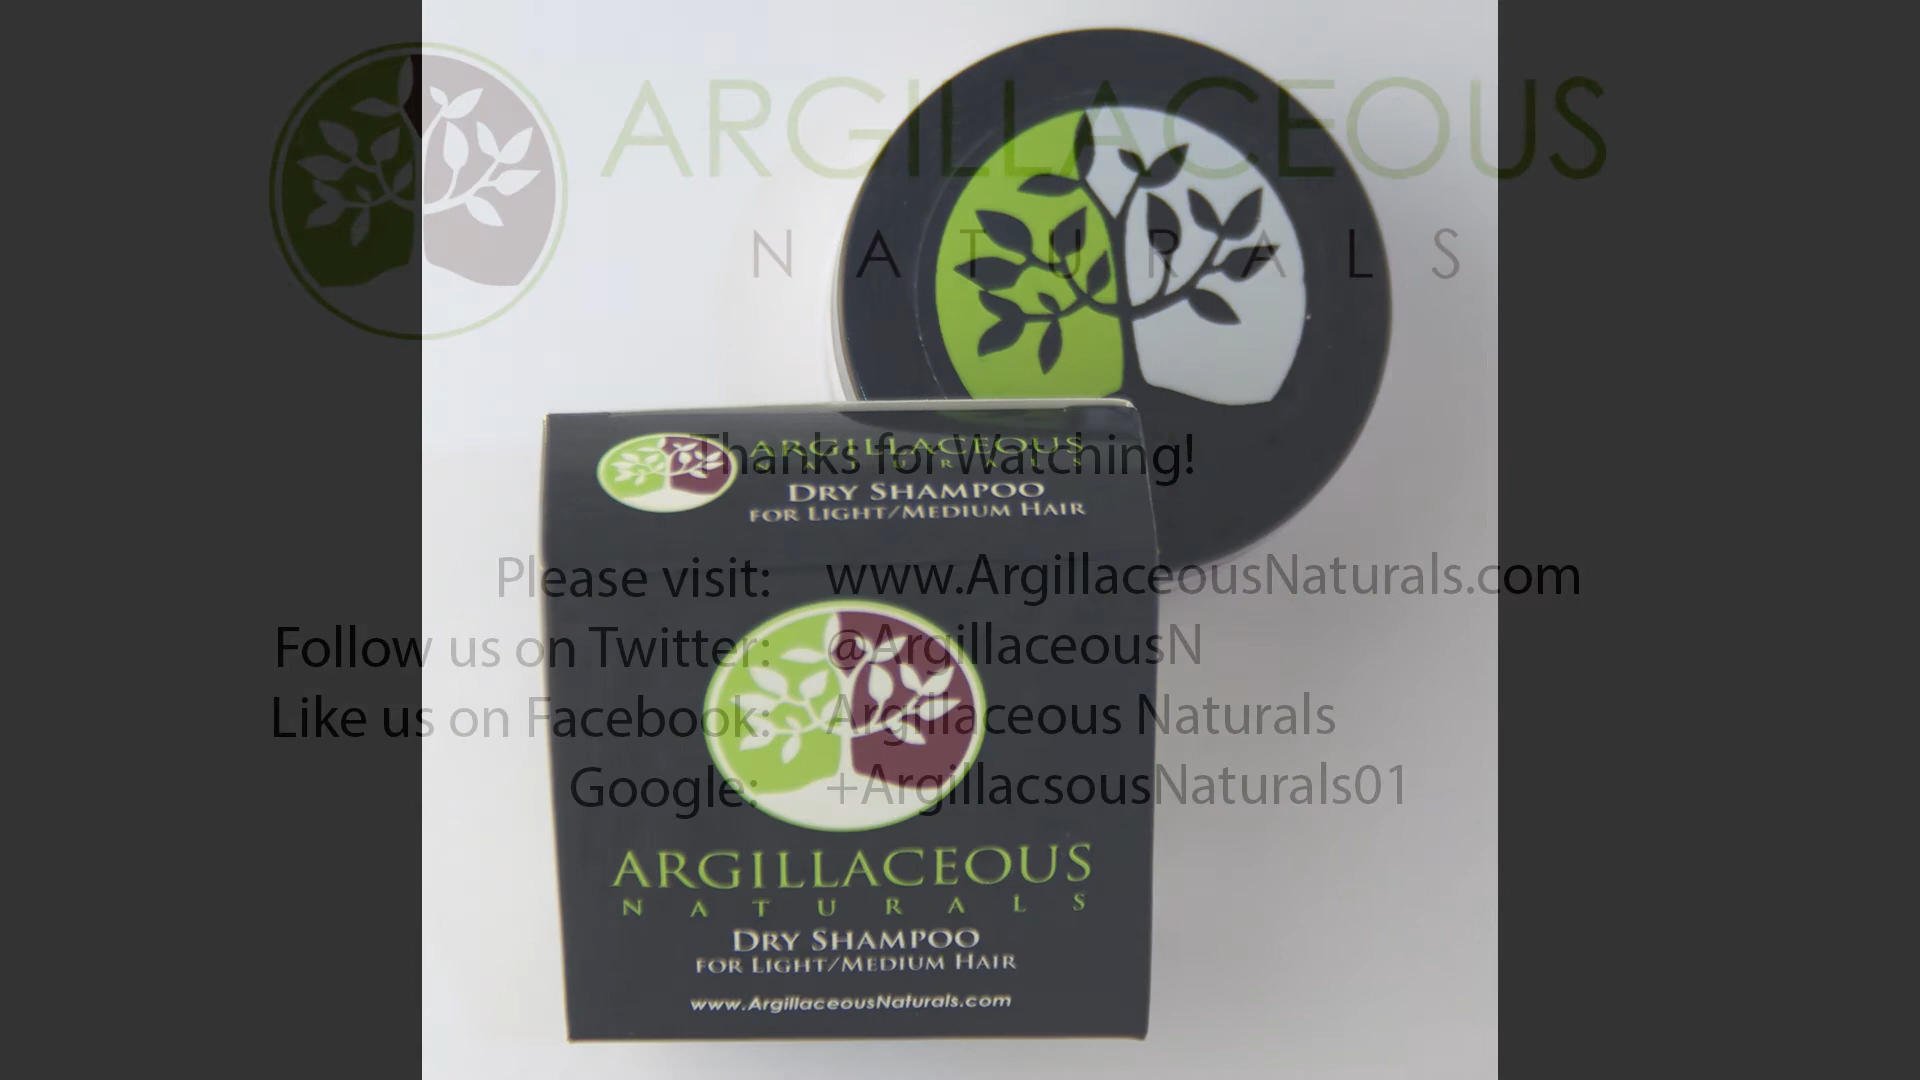 ARGILLACEOUS
NATURALS
ARGILLACEOUS
NATURALS
Thanks for Watching!
DRY SHAMPOO
FOR LIGHT/MEDIUM HAIR
Please visit: www.ArgillaceousNaturals.com
Follow us on Twitter: @ArgillaceousN
Like us on Facebook: Argillaceous Naturals
Google: +ArgillacsousNaturals01
ARGILLACEOUS
NATURALS
DRY SHAMPOO
FOR LIGHT/MEDIUM HAIR
www.ArgillaceousNaturals.com